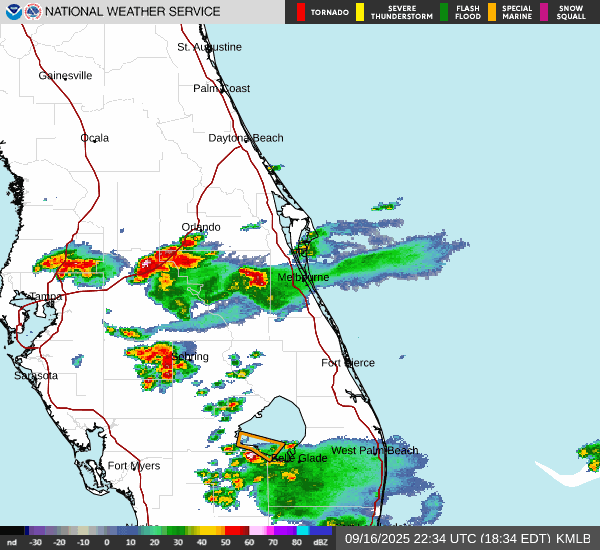 NATIONAL WEATHER SERVICE
TORNADO
SEVERE
THUNDERSTORM
FLASH
FLOOD
SPECIAL
MARINE
SNOW
SQUALL
St. Augustine
Gainesville
Palm Coast
Ocala
Daytona Beach
Orlando
Melbourne
Tampa
Sebring
Fort Pierce
Sarasota
West Palm Beach
Belle Glade
Fort Myers
nd -30 -20 -10 0 10 20 30 40 50 60 70 80 dBZ
09/16/2025 22:34 UTC (18:34 EDT) KMLB